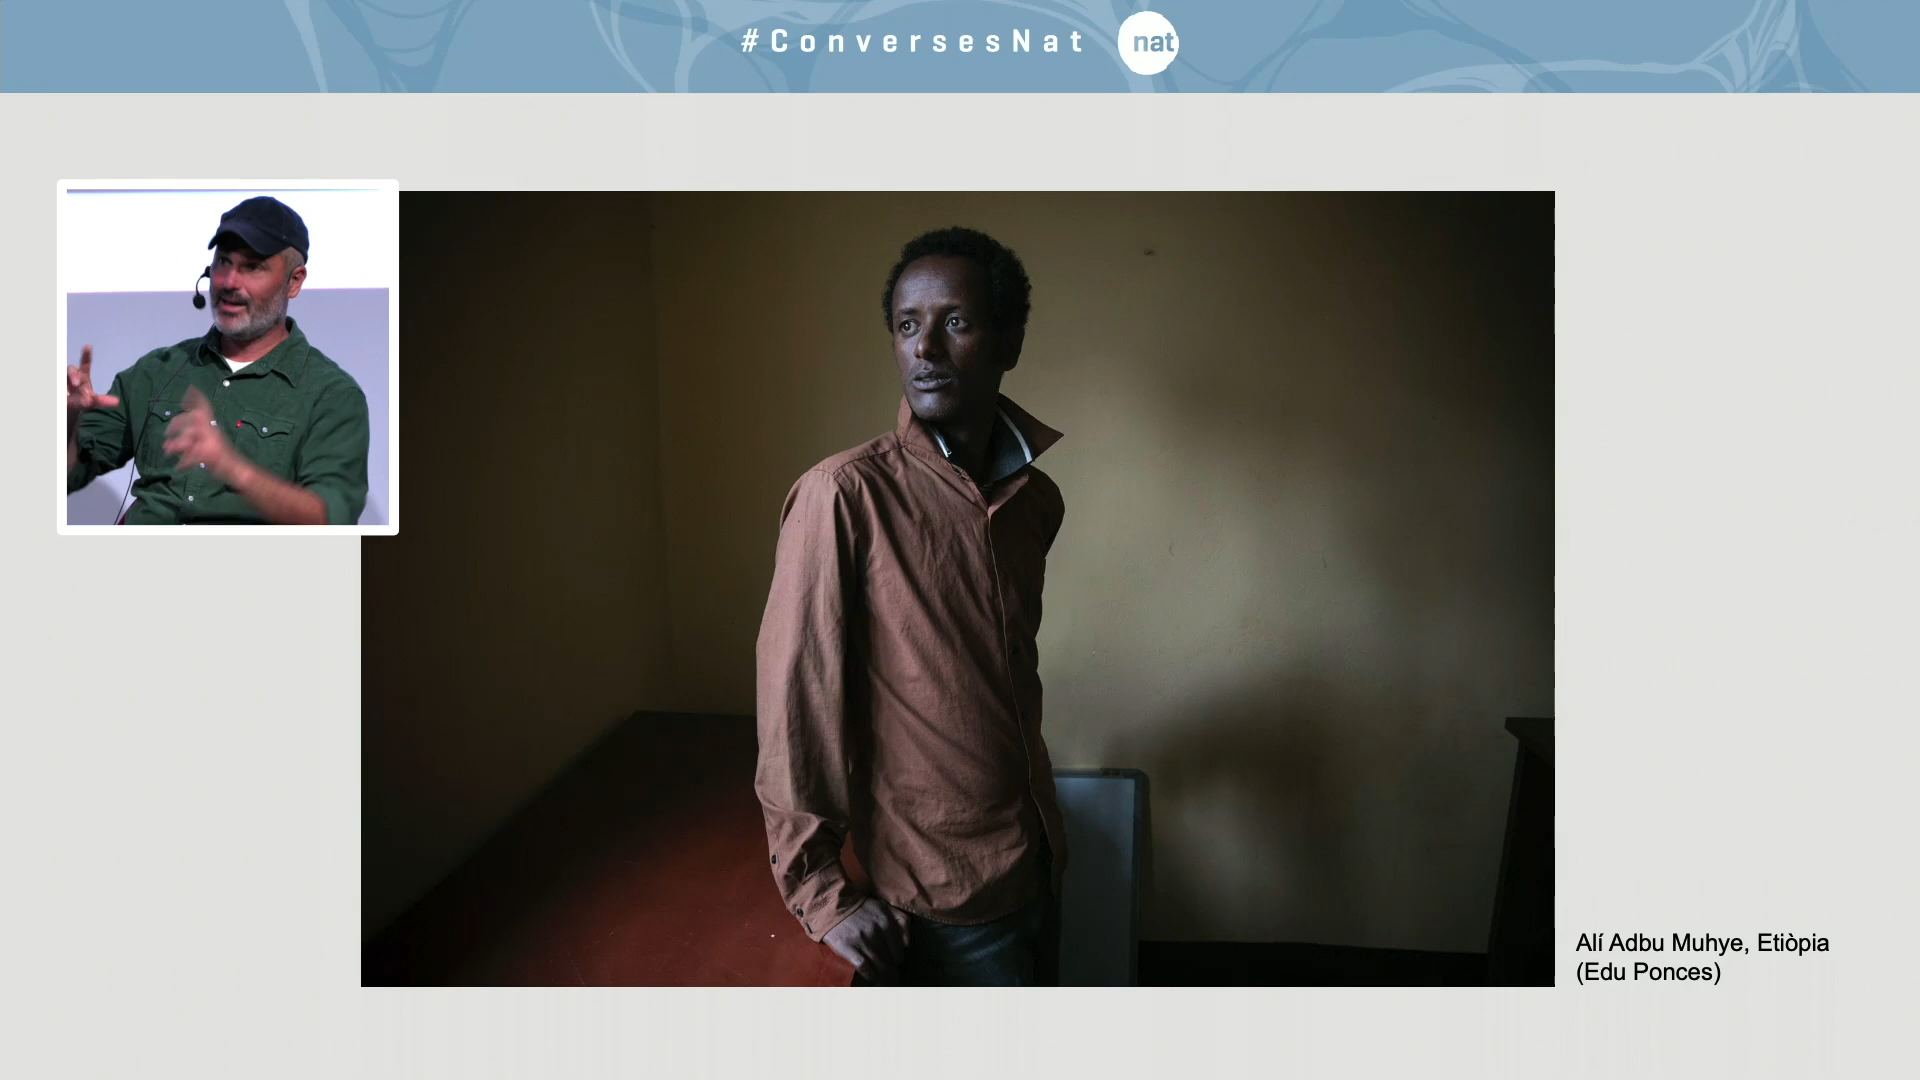 #ConversesNat
nat
Alí Adbu Muhye, Etiòpia
(Edu Ponces)